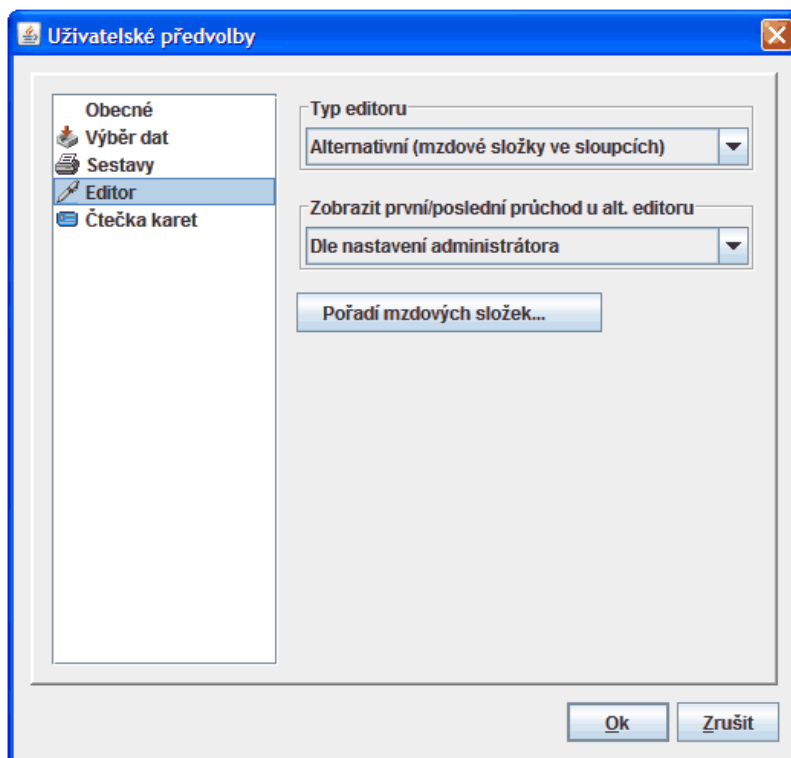 Uživatelské předvolby
Obecné
Výběr dat
Sestavy
Editor
Čtečka karet
Typ editoru
Alternativní (mzdové složky ve sloupcích)
Zobrazit první/poslední průchod u alt. editoru
Dle nastavení administrátora
Pořadí mzdových složek...
Ok
Zrušit